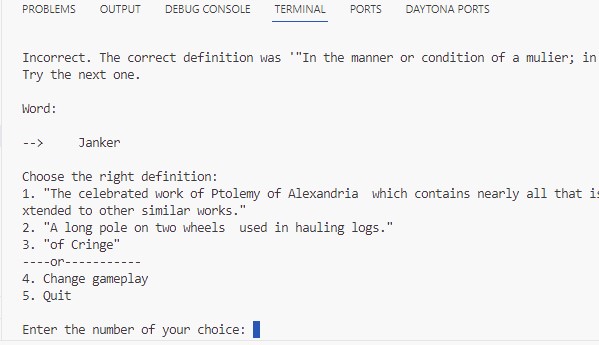 PROBLEMS OUTPUT DEBUG CONSOLE TERMINAL PORTS DAYTONA PORTS
Incorrect. The correct definition was '"In the manner or condition of a mulier; in
Try the next one.
Word:
--> Janker
Choose the right definition:
1. "The celebrated work of Ptolemy of Alexandria  which contains nearly all that is
xtended to other similar works."
2. "A long pole on two wheels  used in hauling logs."
3. "of Cringe"
----or-----------
4. Change gameplay
5. Quit
Enter the number of your choice: